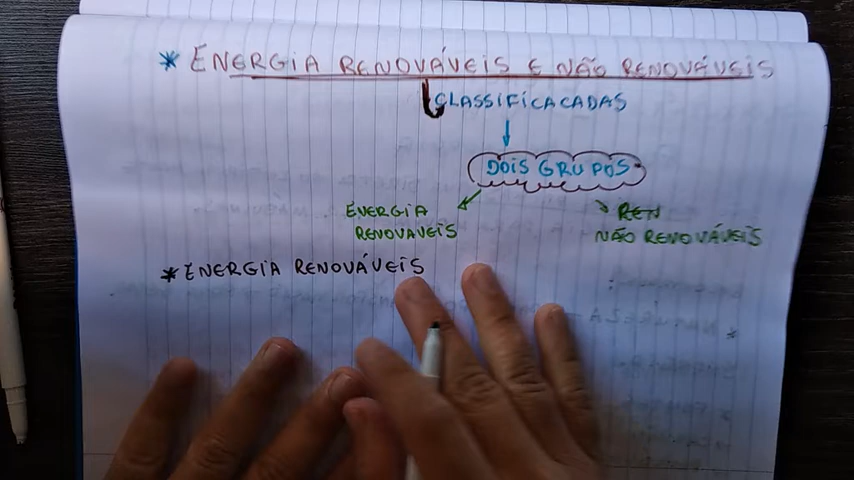 * ENERGIA RENOVÁVEIS E NÃO RENOVÁVEIS
CLASSIFICACADAS
DOIS GRUPOS
ENERGIA
RENOVAVEIS
REN
NÃO RENOVÁVEIS
* ENERGIA RENOVÁVEIS